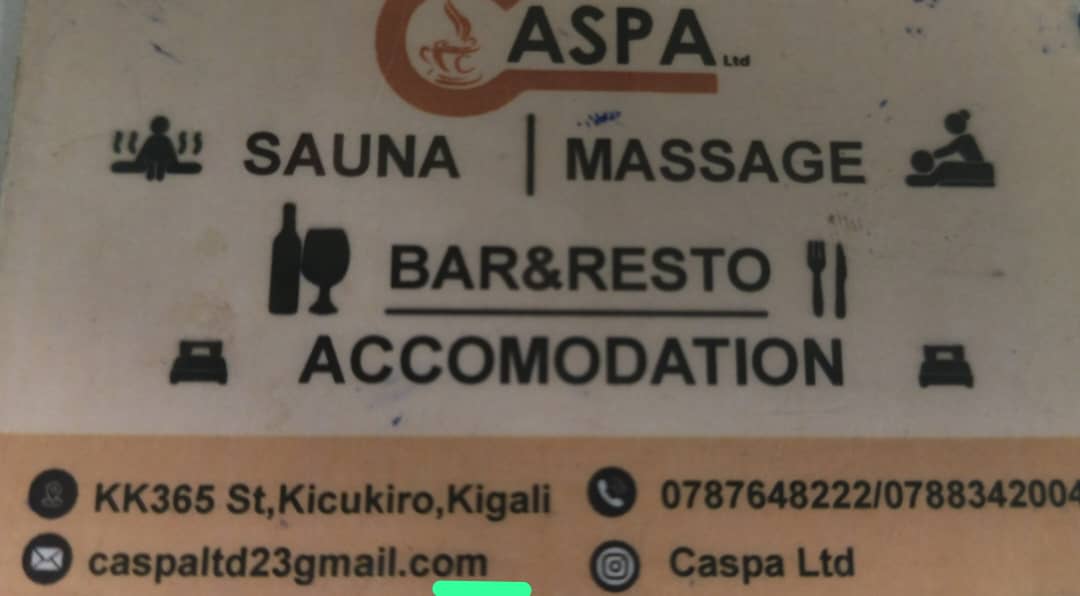 CASPA Ltd
SAUNA | MASSAGE
BAR&RESTO
ACCOMODATION
KK365 St,Kicukiro,Kigali
0787648222/0788342004
caspaltd23gmail.com
Caspa Ltd